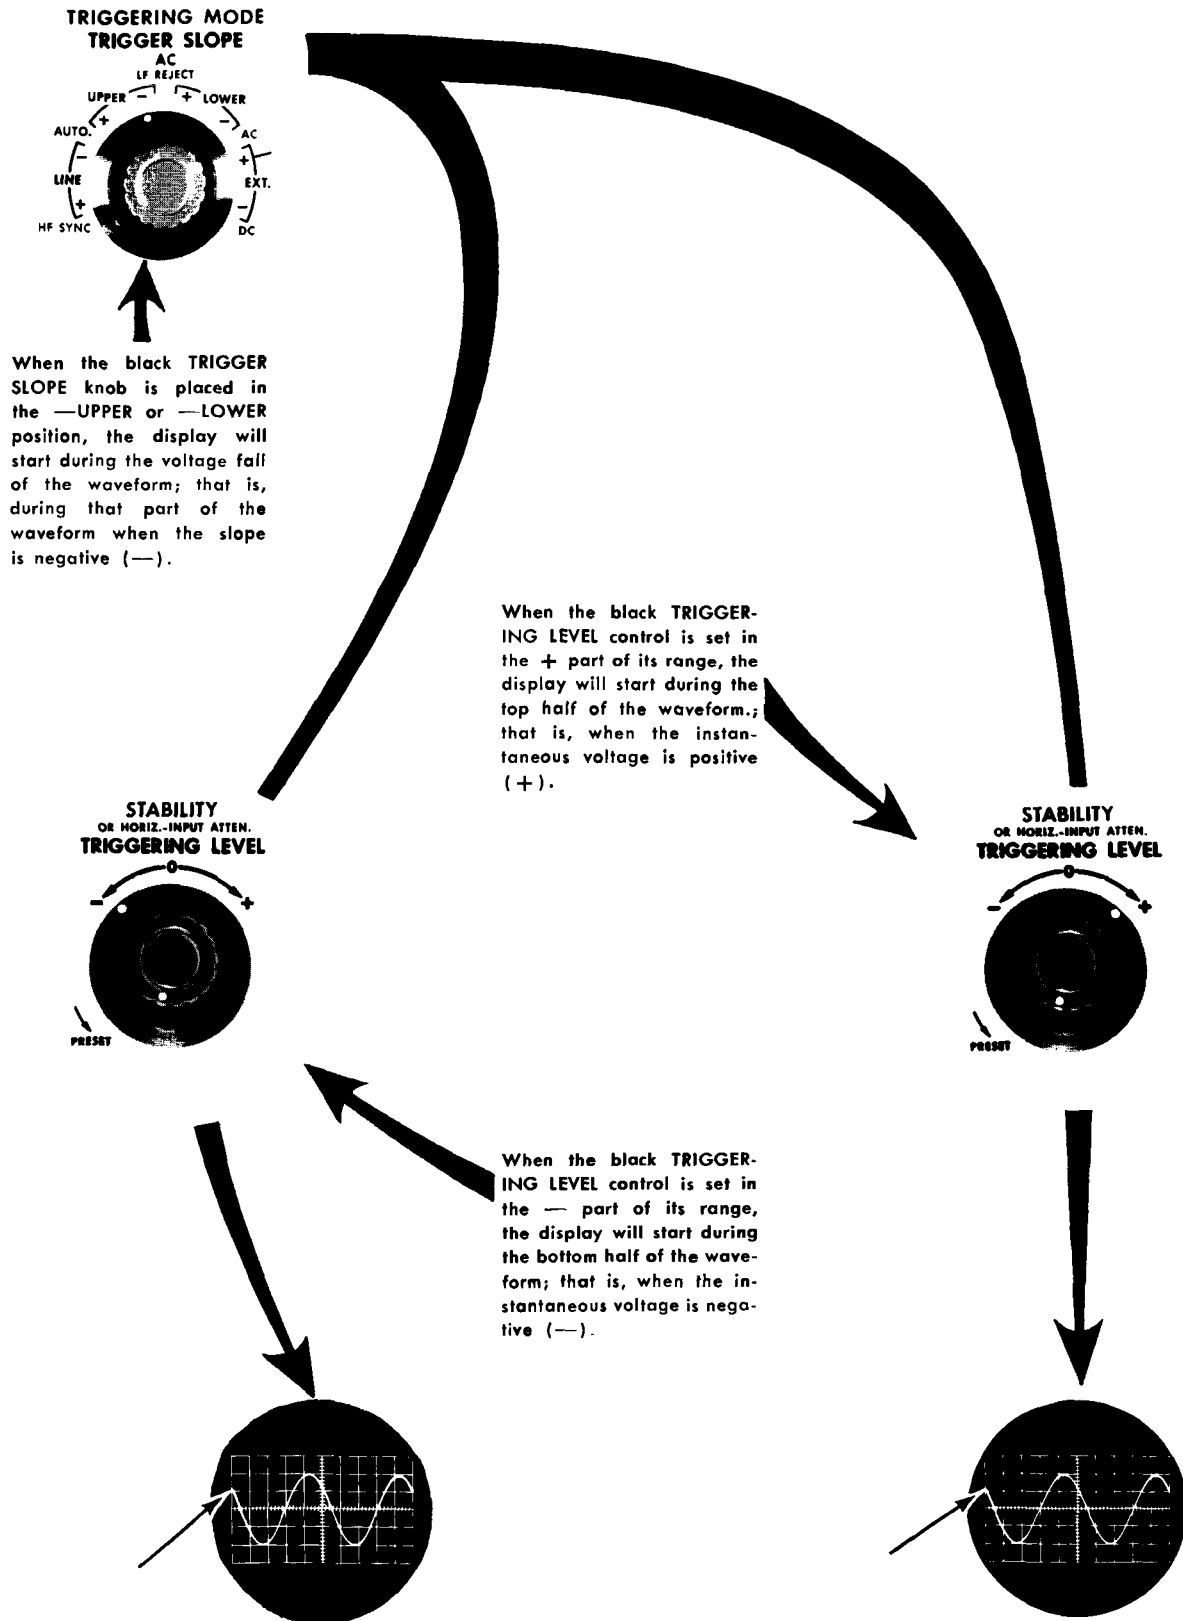 TRIGGERING MODE
TRIGGER SLOPE
AC
LF REJECT
UPPER − + LOWER
AUTO. + − AC
− +
LINE EXT.
+ −
HF SYNC DC
When the black TRIGGER
SLOPE knob is placed in
the —UPPER or —LOWER
position, the display will
start during the voltage fall
of the waveform; that is,
during that part of the
waveform when the slope
is negative (—).
When the black TRIGGER-
ING LEVEL control is set in
the + part of its range, the
display will start during the
top half of the waveform.;
that is, when the instan-
taneous voltage is positive
(+).
STABILITY
OR HORIZ.-INPUT ATTEN.
TRIGGERING LEVEL
0
− +
PRESET
STABILITY
OR HORIZ.-INPUT ATTEN.
TRIGGERING LEVEL
0
− +
PRESET
When the black TRIGGER-
ING LEVEL control is set in
the — part of its range,
the display will start during
the bottom half of the wave-
form; that is, when the in-
stantaneous voltage is nega-
tive (—).